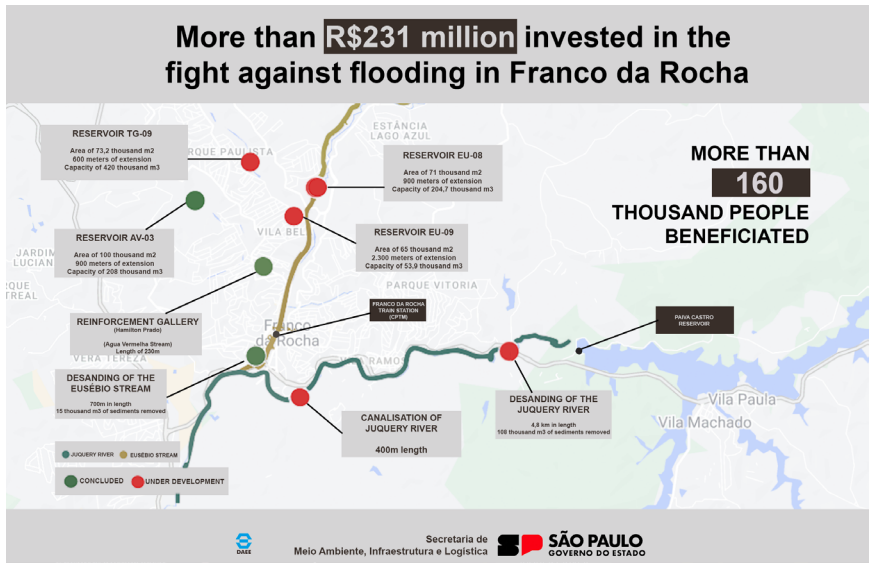 More than R$231 million invested in the
fight against flooding in Franco da Rocha
RESERVOIR TG-09
Area of 73,2 thousand m2
600 meters of extension
Capacity of 420 thousand m3
RQUE PAULISTA
ESTÂNCIA
LAGO AZUL
RESERVOIR EU-08
Area of 71 thousand m2
900 meters of extension
Capacity of 204,7 thousand m3
MORE THAN
160
THOUSAND PEOPLE
BENEFICIATED
RESERVOIR AV-03
Area of 100 thousand m2
900 meters of extension
Capacity of 208 thousand m3
VILA BEL
RESERVOIR EU-09
Area of 65 thousand m2
2.300 meters of extension
Capacity of 53,9 thousand m3
JARDIM
LUCIAN
PARQUE VITORIA
RQUE
TREAL
REINFORCEMENT GALLERY
(Hamilton Prado)
(Agua Vermelha Stream)
Length of 230m
FRANCO DA ROCHA
TRAIN STATION
(CPTM)
PAIVA CASTRO
RESERVOIR
Franco
da Rocha
VERA TEREZA
RAMOS
DESANDING OF THE
EUSÉBIO STREAM
700m in length
15 thousand m3 of sediments removed
CANALISATION OF
JUQUERY RIVER
400m length
DESANDING OF THE
JUQUERY RIVER
4,8 km in length
108 thousand m3 of sediments removed
Vila Paula
Vila Machado
JUQUERY RIVER EUSÉBIO STREAM
CONCLUDED UNDER DEVELOPMENT
DAEE
Secretaria de
Meio Ambiente, Infraestrutura e Logística
SP
SÃO PAULO
GOVERNO DO ESTADO